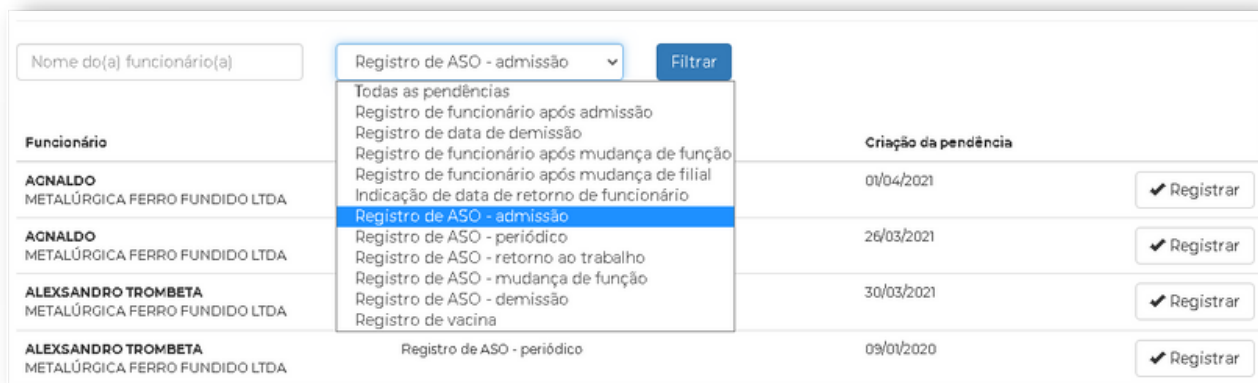 Nome do(a) funcionário(a)
Registro de ASO - admissão
Filtrar
Todas as pendências
Registro de funcionário após admissão
Registro de data de demissão
Registro de funcionário após mudança de função
Registro de funcionário após mudança de filial
Indicação de data de retorno de funcionário
Registro de ASO - admissão
Registro de ASO - periódico
Registro de ASO - retorno ao trabalho
Registro de ASO - mudança de função
Registro de ASO - demissão
Registro de vacina
Funcionário
Criação da pendência
AGNALDO
METALÚRGICA FERRO FUNDIDO LTDA
01/04/2021
Registrar
AGNALDO
METALÚRGICA FERRO FUNDIDO LTDA
26/03/2021
Registrar
ALEXSANDRO TROMBETA
METALÚRGICA FERRO FUNDIDO LTDA
30/03/2021
Registrar
ALEXSANDRO TROMBETA
METALÚRGICA FERRO FUNDIDO LTDA
Registro de ASO - periódico
09/01/2020
Registrar